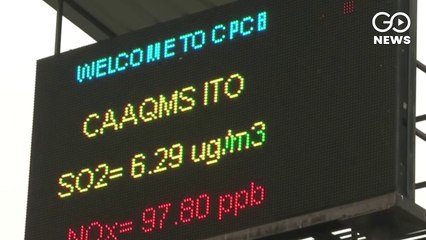 GO
NEWS
WELCOME TO CPCB
CAAQMS ITO
SO2= 6.29 ug/m3
NOx= 97.80 ppb